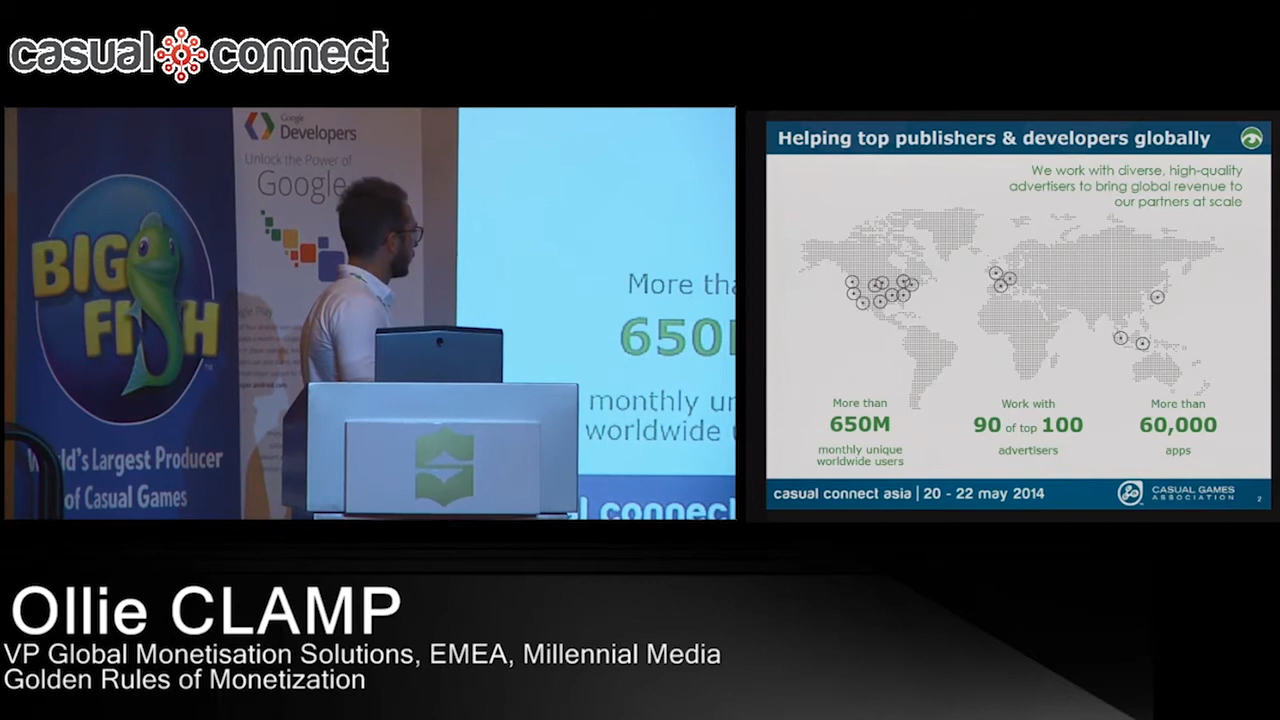 casual connect
Google
Developers
Unlock the Power of
Google
BIG
FISH
World's Largest Producer
of Casual Games
More tha
650
monthly un
worldwide
l connect
Helping top publishers & developers globally
We work with diverse, high-quality
advertisers to bring global revenue to
our partners at scale
More than
650M
monthly unique
worldwide users
Work with
90 of top 100
advertisers
More than
60,000
apps
casual connect asia | 20 - 22 may 2014
CASUAL GAMES
ASSOCIATION
2
Ollie CLAMP
VP Global Monetisation Solutions, EMEA, Millennial Media
Golden Rules of Monetization